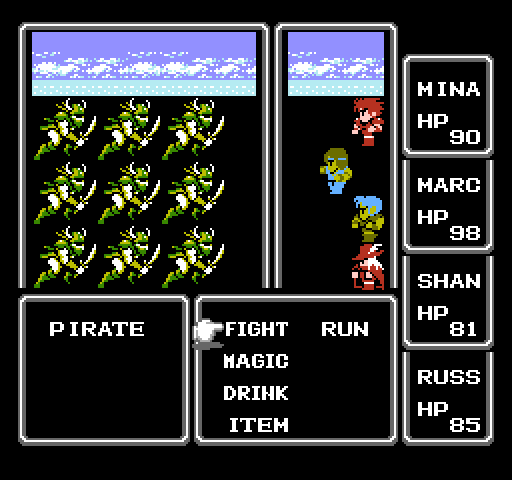 MINA
HP
90
MARC
HP
98
SHAN
HP
81
RUSS
HP
85
PIRATE
FIGHT RUN
MAGIC
DRINK
ITEM